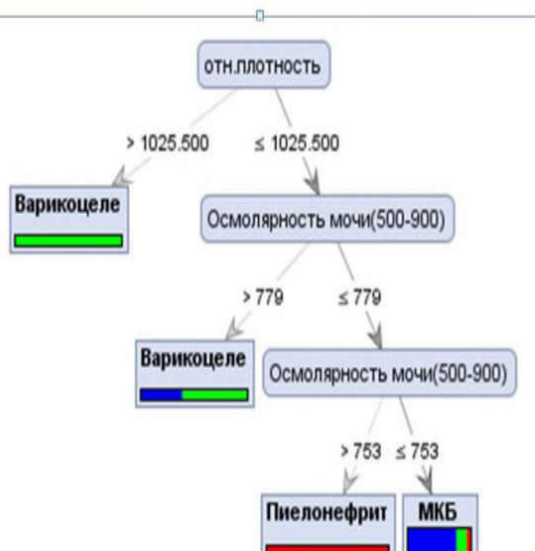 отн.плотность
> 1025.500 ≤ 1025.500
Варикоцеле
Осмолярность мочи(500-900)
> 779 ≤ 779
Варикоцеле
Осмолярность мочи(500-900)
> 753 ≤ 753
Пиелонефрит МКБ